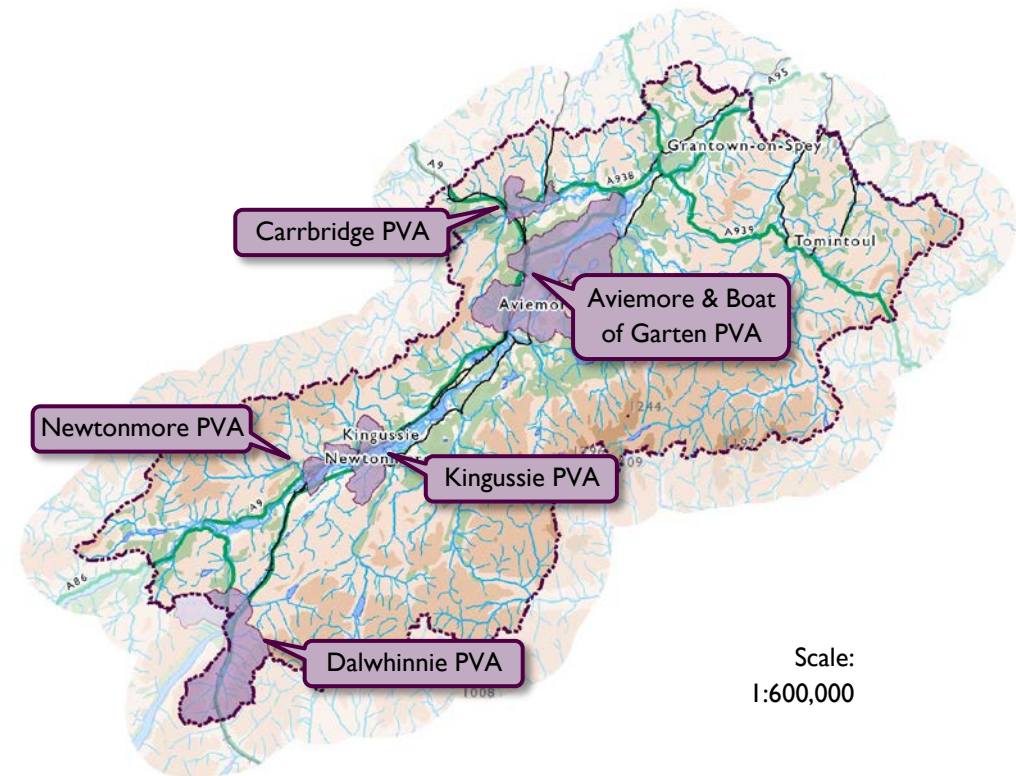 A95
Grantown-on-Spey
A9
A938
Carrbridge PVA
A939
Tomintoul
Aviemore & Boat
of Garten PVA
Newtonmore PVA
1244
Kingussie
Kingussie PVA
A9
A86
Dalwhinnie PVA
1008
Scale:
1:600,000